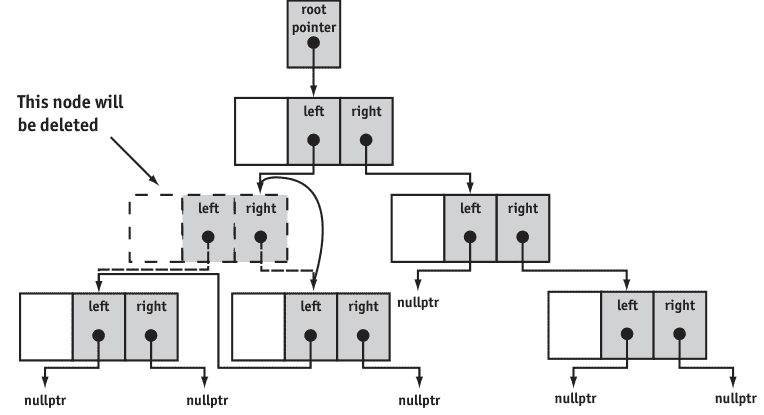 root
pointer
This node will
be deleted
left right
left right
left right
nullptr
left right
left right
left right
nullptr
nullptr
nullptr
nullptr
nullptr